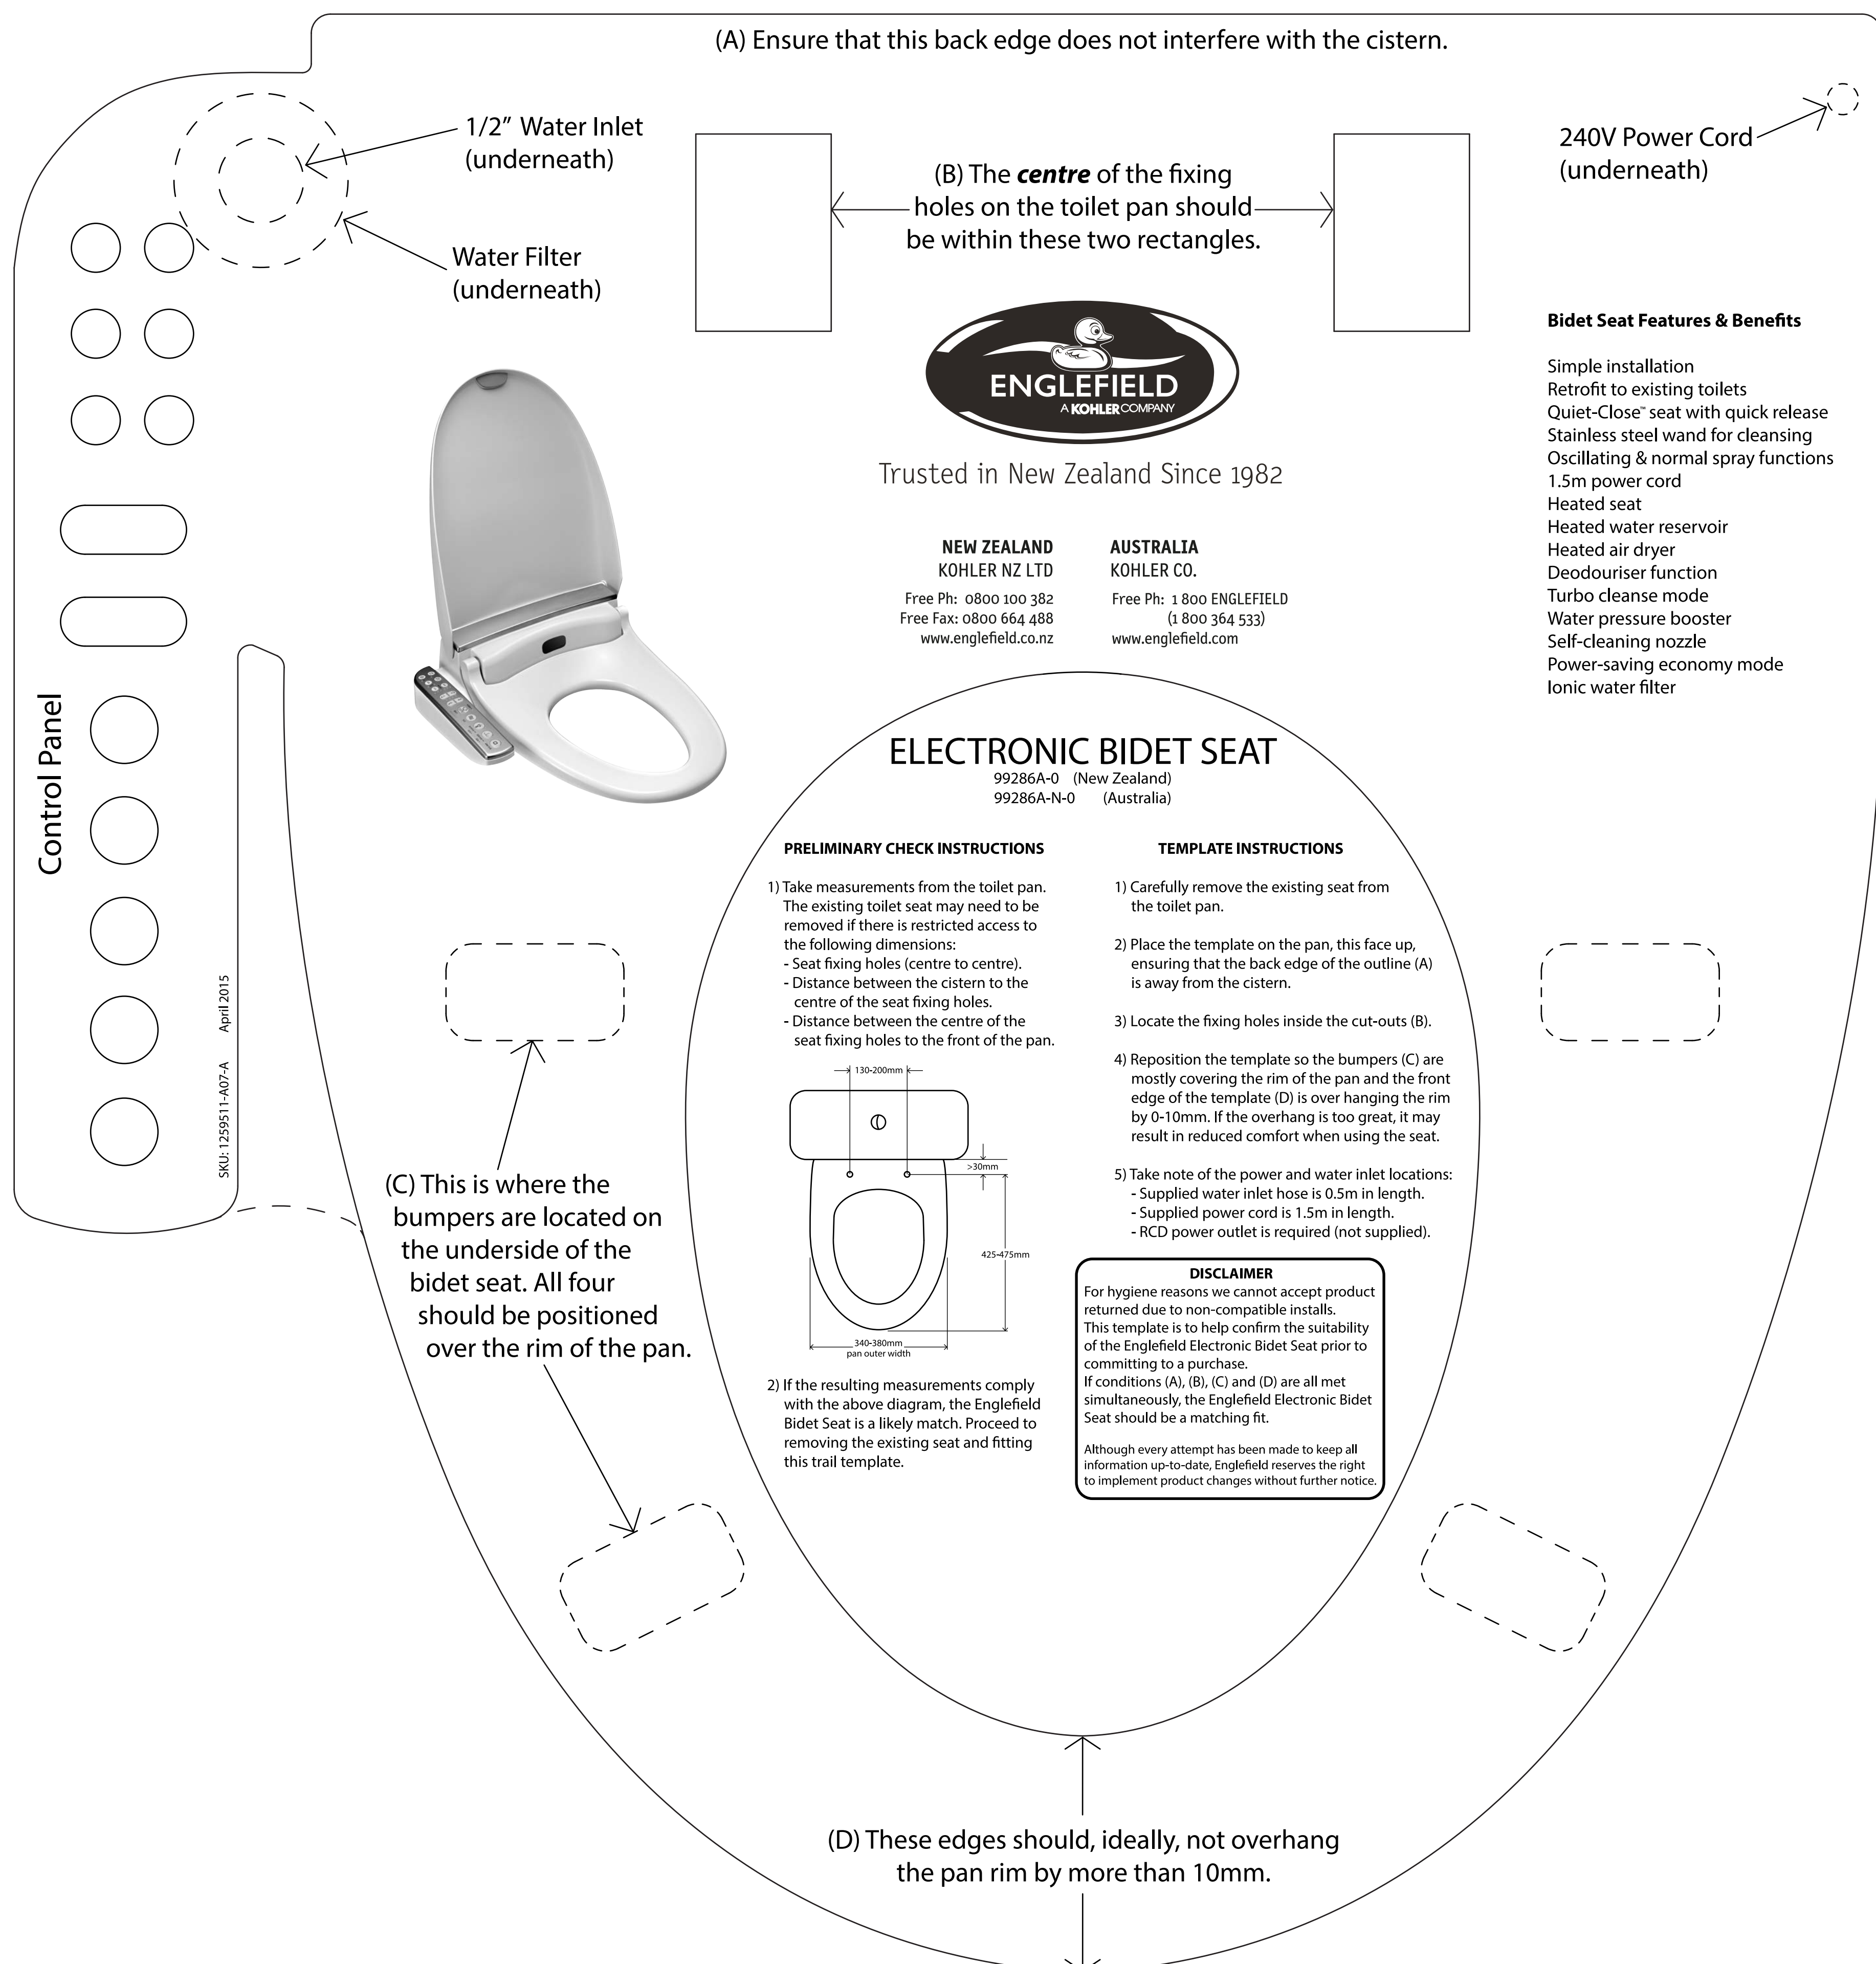 (A) Ensure that this back edge does not interfere with the cistern.
1/2” Water Inlet
(underneath)
Water Filter
(underneath)
(B) The centre of the fixing
holes on the toilet pan should
be within these two rectangles.
240V Power Cord
(underneath)
ENGLEFIELD
A KOHLER COMPANY
Trusted in New Zealand Since 1982
NEW ZEALAND
KOHLER NZ LTD
Free Ph: 0800 100 382
Free Fax: 0800 664 488
www.englefield.co.nz
AUSTRALIA
KOHLER CO.
Free Ph: 1 800 ENGLEFIELD
(1 800 364 533)
www.englefield.com
Bidet Seat Features & Benefits
Simple installation
Retrofit to existing toilets
Quiet-Close™ seat with quick release
Stainless steel wand for cleansing
Oscillating & normal spray functions
1.5m power cord
Heated seat
Heated water reservoir
Heated air dryer
Deodouriser function
Turbo cleanse mode
Water pressure booster
Self-cleaning nozzle
Power-saving economy mode
Ionic water filter
Control Panel
SKU: 1259511-A07-A April 2015
ELECTRONIC BIDET SEAT
99286A-0 (New Zealand)
99286A-N-0 (Australia)
PRELIMINARY CHECK INSTRUCTIONS
1) Take measurements from the toilet pan.
The existing toilet seat may need to be
removed if there is restricted access to
the following dimensions:
- Seat fixing holes (centre to centre).
- Distance between the cistern to the
centre of the seat fixing holes.
- Distance between the centre of the
seat fixing holes to the front of the pan.
130-200mm
>30mm
425-475mm
340-380mm
pan outer width
2) If the resulting measurements comply
with the above diagram, the Englefield
Bidet Seat is a likely match. Proceed to
removing the existing seat and fitting
this trail template.
TEMPLATE INSTRUCTIONS
1) Carefully remove the existing seat from
the toilet pan.
2) Place the template on the pan, this face up,
ensuring that the back edge of the outline (A)
is away from the cistern.
3) Locate the fixing holes inside the cut-outs (B).
4) Reposition the template so the bumpers (C) are
mostly covering the rim of the pan and the front
edge of the template (D) is over hanging the rim
by 0-10mm. If the overhang is too great, it may
result in reduced comfort when using the seat.
5) Take note of the power and water inlet locations:
- Supplied water inlet hose is 0.5m in length.
- Supplied power cord is 1.5m in length.
- RCD power outlet is required (not supplied).
DISCLAIMER
For hygiene reasons we cannot accept product
returned due to non-compatible installs.
This template is to help confirm the suitability
of the Englefield Electronic Bidet Seat prior to
committing to a purchase.
If conditions (A), (B), (C) and (D) are all met
simultaneously, the Englefield Electronic Bidet
Seat should be a matching fit.
Although every attempt has been made to keep all
information up-to-date, Englefield reserves the right
to implement product changes without further notice.
(C) This is where the
bumpers are located on
the underside of the
bidet seat. All four
should be positioned
over the rim of the pan.
(D) These edges should, ideally, not overhang
the pan rim by more than 10mm.